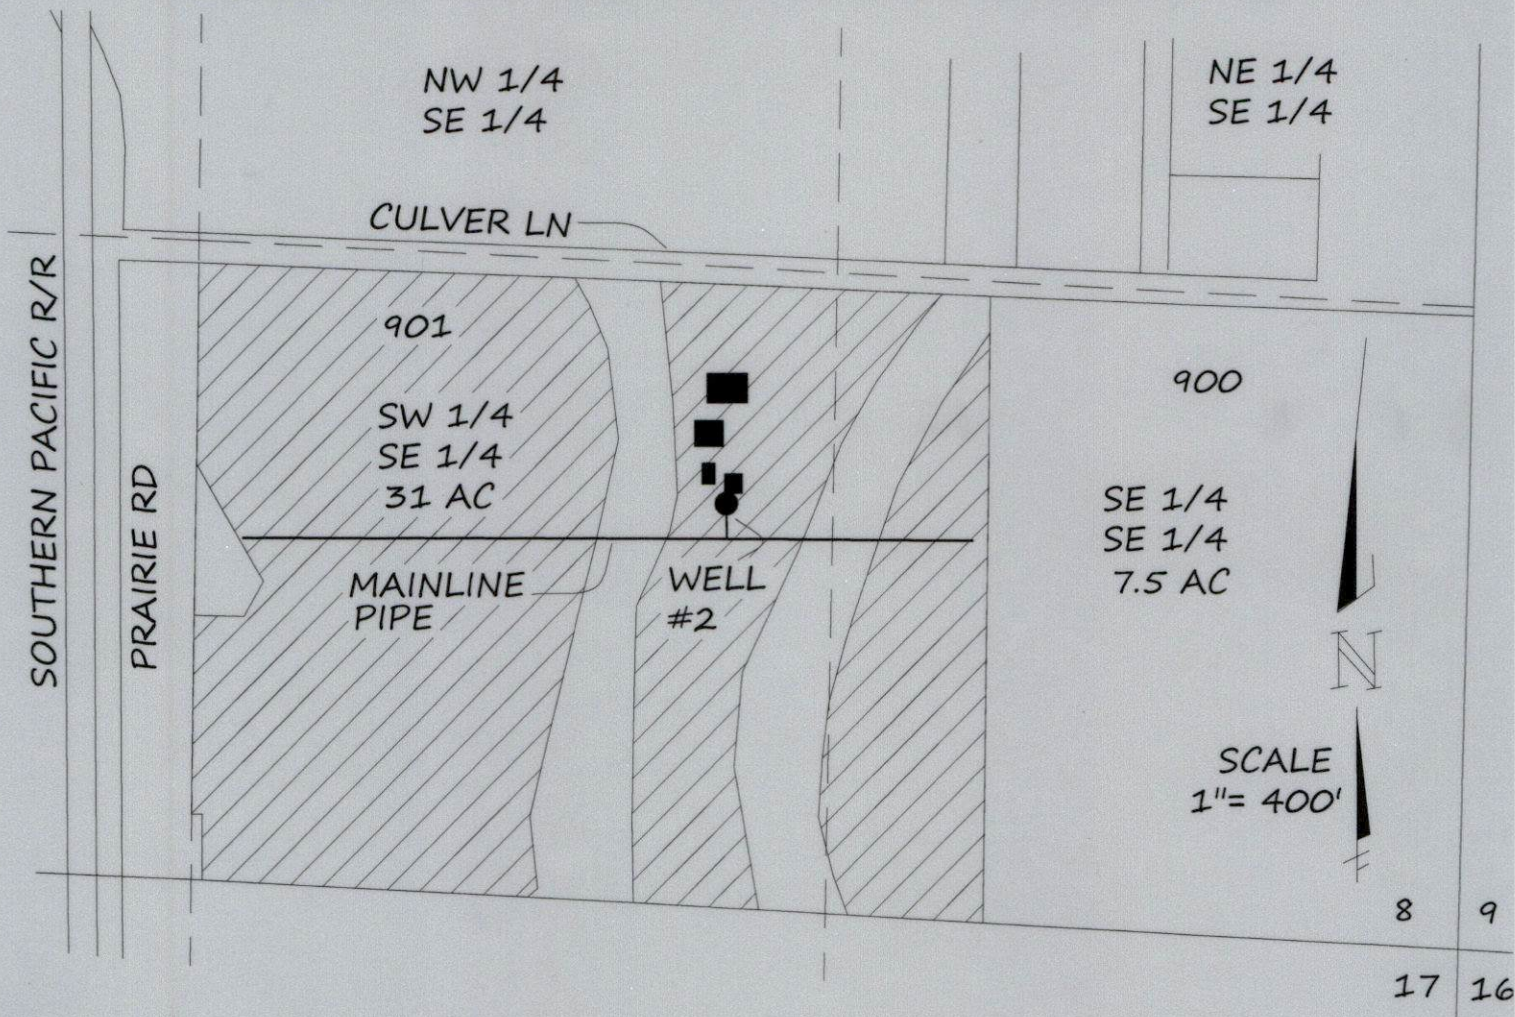 NW 1/4
SE 1/4
NE 1/4
SE 1/4
CULVER LN
SOUTHERN PACIFIC R/R
PRAIRIE RD
901
SW 1/4
SE 1/4
31 AC
900
SE 1/4
SE 1/4
7.5 AC
MAINLINE
PIPE
WELL
#2
N
SCALE
1"= 400'
8
9
17
16